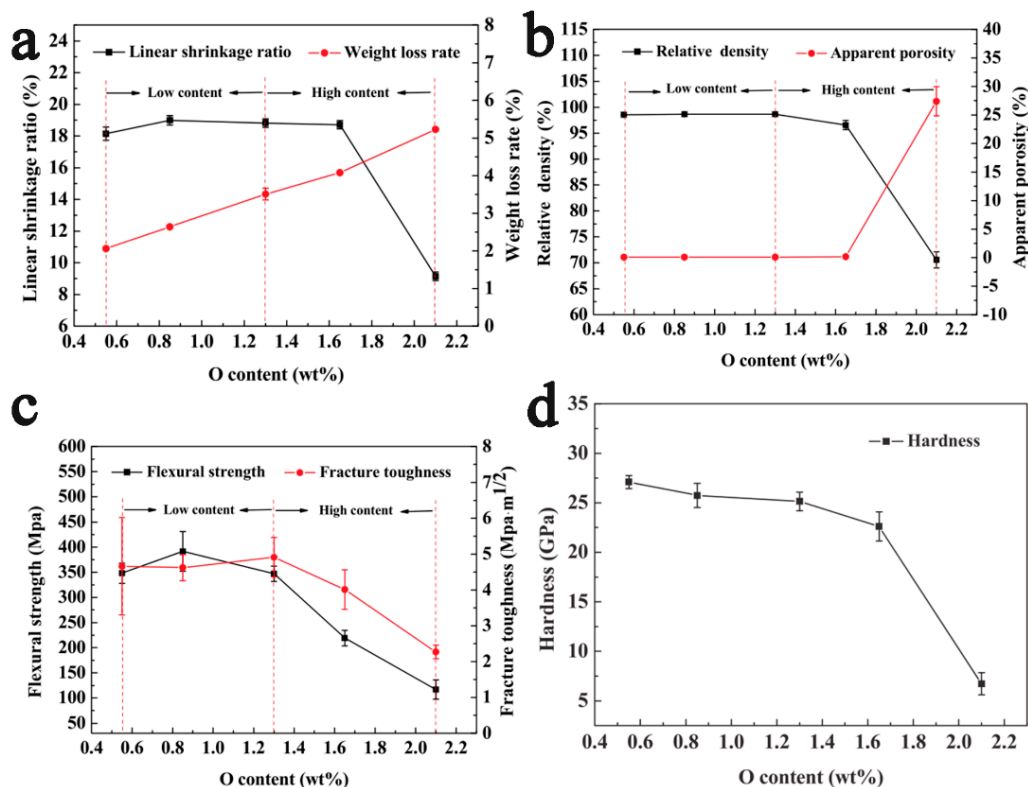 a
Linear shrinkage ratio
Weight loss rate
Low content
High content
24
22
20
18
16
14
12
10
8
6
8
7
6
5
4
3
2
1
0
Linear shrinkage ratio (%)
Weight loss rate (%)
0.4 0.6 0.8 1.0 1.2 1.4 1.6 1.8 2.0 2.2
O content (wt%)
b
Relative density
Apparent porosity
Low content
High content
115
110
105
100
95
90
85
80
75
70
65
60
40
35
30
25
20
15
10
5
0
-5
-10
Relative density (%)
Apparent porosity (%)
0.4 0.6 0.8 1.0 1.2 1.4 1.6 1.8 2.0 2.2
O content (wt%)
c
Flexural strength
Fracture toughness
Low content
High content
600
550
500
450
400
350
300
250
200
150
100
50
8
7
6
5
4
3
2
1
0
Flexural strength (Mpa)
Fracture toughness (Mpa·m1/2)
0.4 0.6 0.8 1.0 1.2 1.4 1.6 1.8 2.0 2.2
O content (wt%)
d
Hardness
35
30
25
20
15
10
5
Hardness (GPa)
0.4 0.6 0.8 1.0 1.2 1.4 1.6 1.8 2.0 2.2
O content (wt%)